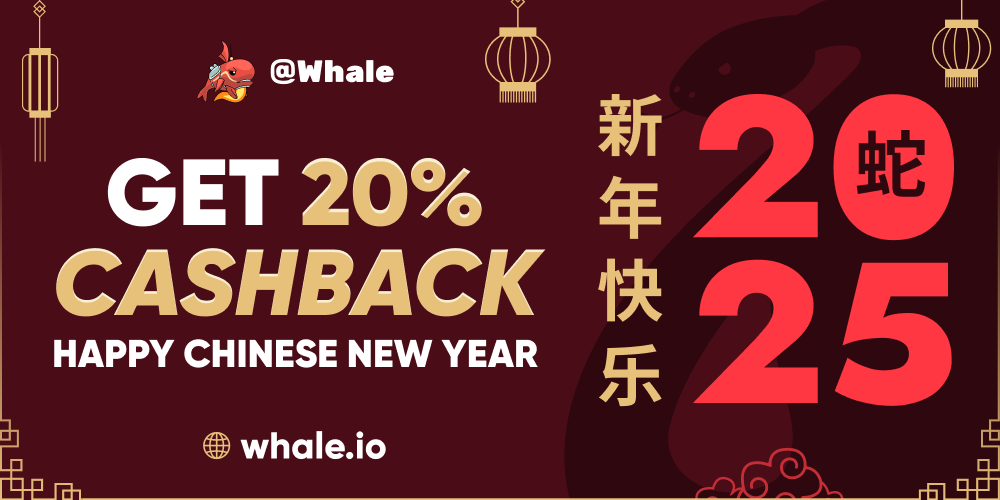 @Whale
GET 20%
CASHBACK
HAPPY CHINESE NEW YEAR
whale.io
新年快乐
20
蛇
25